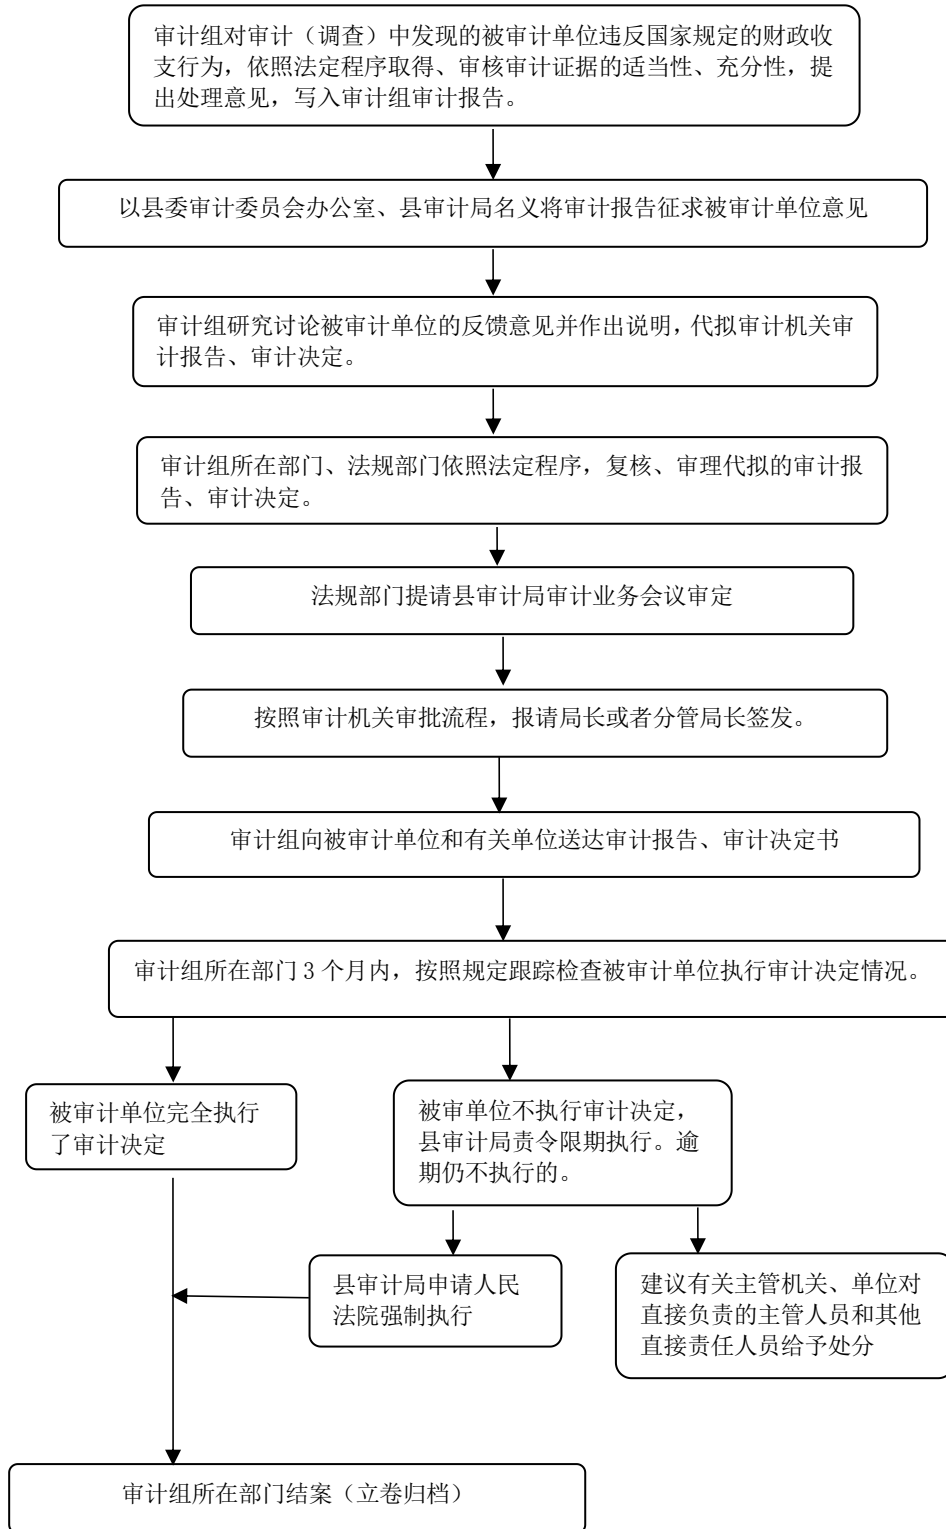 审计组对审计（调查）中发现的被审计单位违反国家规定的财政收
支行为，依照法定程序取得、审核审计证据的适当性、充分性，提
出处理意见，写入审计组审计报告。
以县委审计委员会办公室、县审计局名义将审计报告征求被审计单位意见
审计组研究讨论被审计单位的反馈意见并作出说明，代拟审计机关审
计报告、审计决定。
审计组所在部门、法规部门依照法定程序，复核、审理代拟的审计报
告、审计决定。
法规部门提请县审计局审计业务会议审定
按照审计机关审批流程，报请局长或者分管局长签发。
审计组向被审计单位和有关单位送达审计报告、审计决定书
审计组所在部门 3 个月内，按照规定跟踪检查被审计单位执行审计决定情况。
被审计单位完全执行
了审计决定
被审单位不执行审计决定，
县审计局责令限期执行。逾
期仍不执行的。
县审计局申请人民
法院强制执行
建议有关主管机关、单位对
直接负责的主管人员和其他
直接责任人员给予处分
审计组所在部门结案（立卷归档）